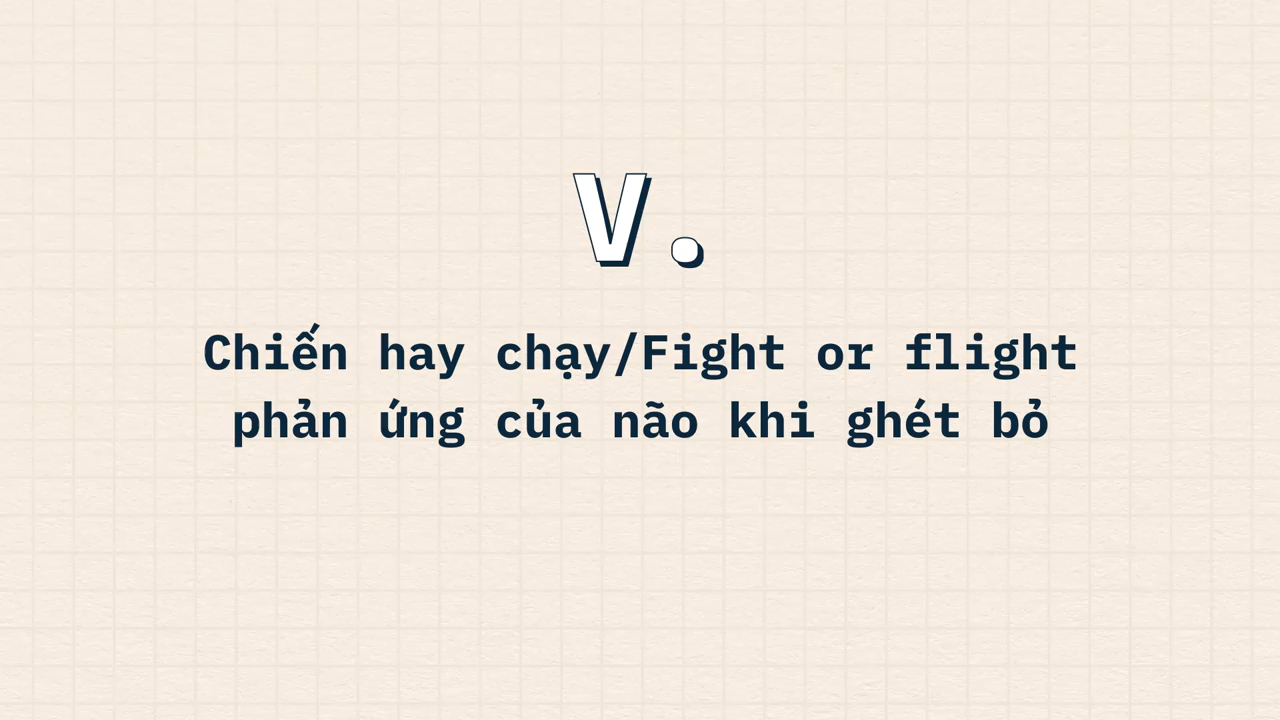 V.
Chiến hay chạy/Fight or flight
phản ứng của não khi ghét bỏ